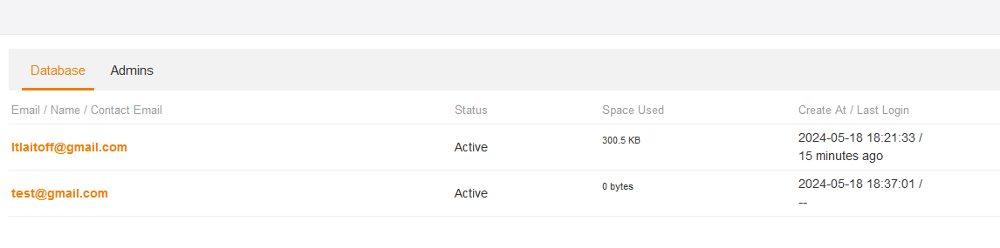 Database Admins
Email / Name / Contact Email Status Space Used Create At / Last Login
ltlaitoff@gmail.com Active 300.5 KB 2024-05-18 18:21:33 /
15 minutes ago
test@gmail.com Active 0 bytes 2024-05-18 18:37:01 /
--